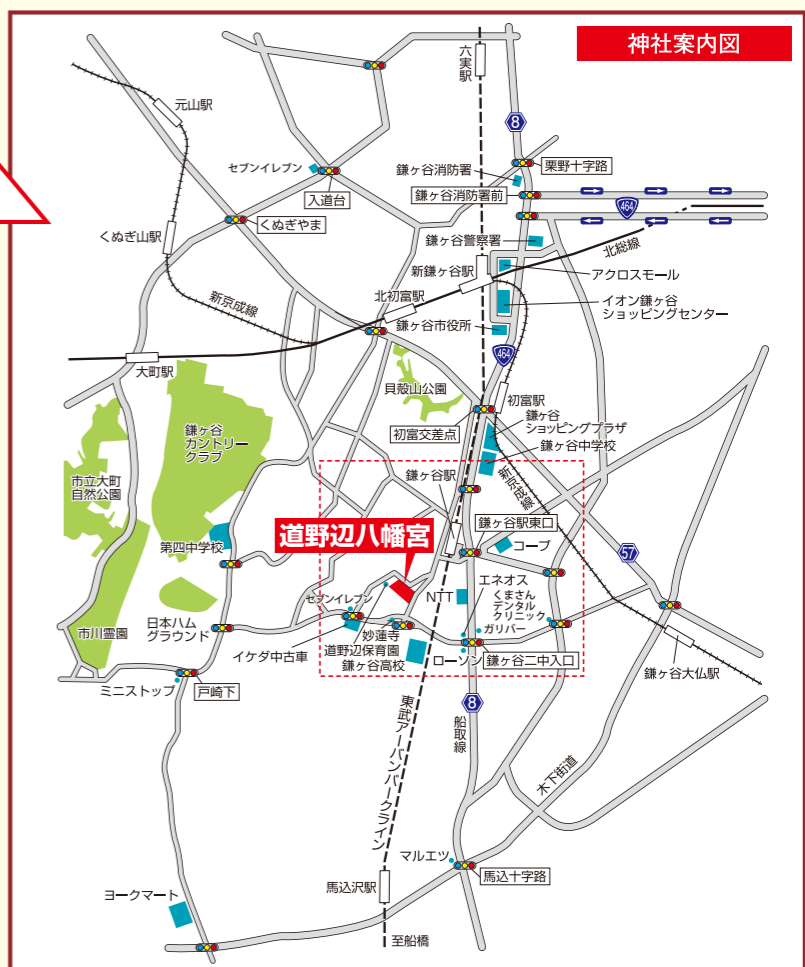 神社案内図
六実駅
元山駅
8
セブンイレブン
鎌ヶ谷消防署
栗野十字路
入道台
鎌ヶ谷消防署前
464
くぬぎやま
くぬぎ山駅
鎌ヶ谷警察署
北総線
新鎌ヶ谷駅
アクロスモール
新京成線
北初富駅
イオン鎌ヶ谷
ショッピングセンター
鎌ヶ谷市役所
464
大町駅
貝殻山公園
初富駅
鎌ヶ谷
ショッピングプラザ
初富交差点
鎌ヶ谷中学校
鎌ヶ谷
カントリー
クラブ
市立大町
自然公園
鎌ヶ谷駅
新京成線
道野辺八幡宮
鎌ヶ谷駅東口
第四中学校
コープ
57
エネオス
セブンイレブン
NTT
くまさん
デンタル
クリニック
市川霊園
日本ハム
グラウンド
妙蓮寺
ガリバー
イケダ中古車
道野辺保育園
鎌ヶ谷高校
ローソン
鎌ヶ谷二中入口
鎌ヶ谷大仏駅
ミニストップ
戸崎下
8
船取線
東武アーバンパークライン
木下街道
マルエツ
馬込十字路
ヨークマート
馬込沢駅
至船橋